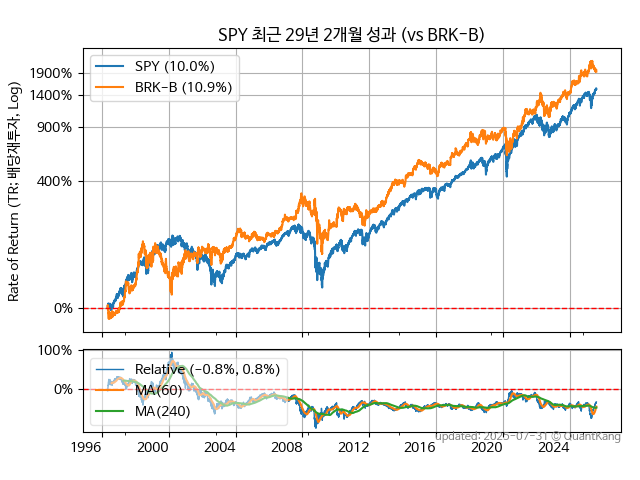 SPY 최근 29년 2개월 성과 (vs BRK-B)
SPY (10.0%)
BRK-B (10.9%)
Rate of Return (TR; 배당재투자, Log)
1900%
1400%
900%
400%
0%
100%
0%
Relative (-0.8%, 0.8%)
MA(60)
MA(240)
1996 2000 2004 2008 2012 2016 2020 2024
updated: 2025-07-31 © QuantKang